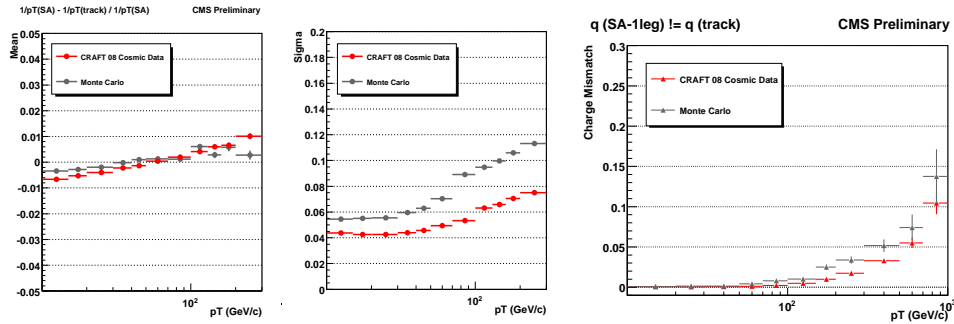 1/pT(SA) - 1/pT(track) / 1/pT(SA)
CMS Preliminary
Mean
0.05
0.04
0.03
0.02
0.01
0
-0.01
-0.02
-0.03
-0.04
-0.05
CRAFT 08 Cosmic Data
Monte Carlo
10²
pT (GeV/c)
Sigma
0.2
0.18
0.16
0.14
0.12
0.1
0.08
0.06
0.04
0.02
0
CRAFT 08 Cosmic Data
Monte Carlo
10²
pT (GeV/c)
q (SA-1leg) != q (track)
CMS Preliminary
Charge Mismatch
0.3
0.25
0.2
0.15
0.1
0.05
0
CRAFT 08 Cosmic Data
Monte Carlo
10²
10³
pT (GeV/c)